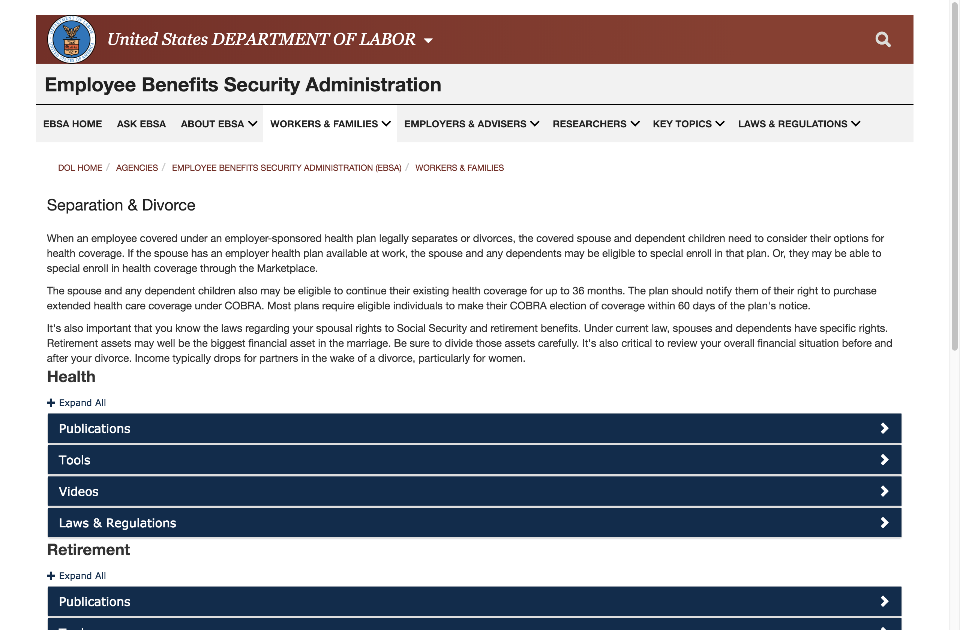 United States DEPARTMENT OF LABOR
Employee Benefits Security Administration
EBSA HOME ASK EBSA ABOUT EBSA WORKERS & FAMILIES EMPLOYERS & ADVISERS RESEARCHERS KEY TOPICS LAWS & REGULATIONS
DOL HOME / AGENCIES / EMPLOYEE BENEFITS SECURITY ADMINISTRATION (EBSA) / WORKERS & FAMILIES
Separation & Divorce
When an employee covered under an employer-sponsored health plan legally separates or divorces, the covered spouse and dependent children need to consider their options for
health coverage. If the spouse has an employer health plan available at work, the spouse and any dependents may be eligible to special enroll in that plan. Or, they may be able to
special enroll in health coverage through the Marketplace.
The spouse and any dependent children also may be eligible to continue their existing health coverage for up to 36 months. The plan should notify them of their right to purchase
extended health care coverage under COBRA. Most plans require eligible individuals to make their COBRA election of coverage within 60 days of the plan's notice.
It's also important that you know the laws regarding your spousal rights to Social Security and retirement benefits. Under current law, spouses and dependents have specific rights.
Retirement assets may well be the biggest financial asset in the marriage. Be sure to divide those assets carefully. It's also critical to review your overall financial situation before and
after your divorce. Income typically drops for partners in the wake of a divorce, particularly for women.
Health
Expand All
Publications
Tools
Videos
Laws & Regulations
Retirement
Expand All
Publications